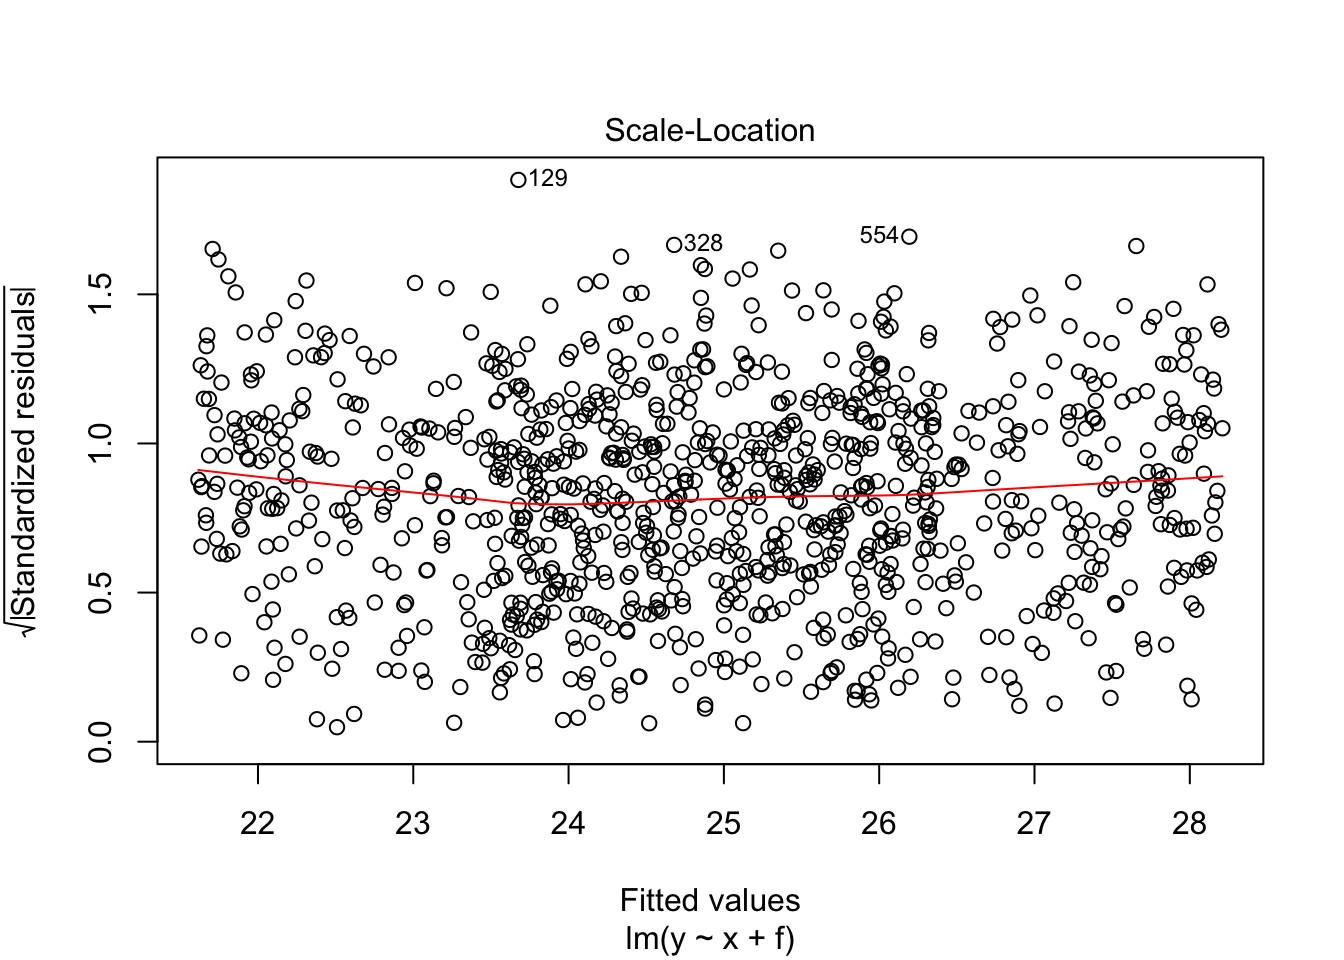 Scale-Location
129
328
554
√|Standardized residuals|
1.5
1.0
0.5
0.0
22 23 24 25 26 27 28
Fitted values
lm(y ~ x + f)